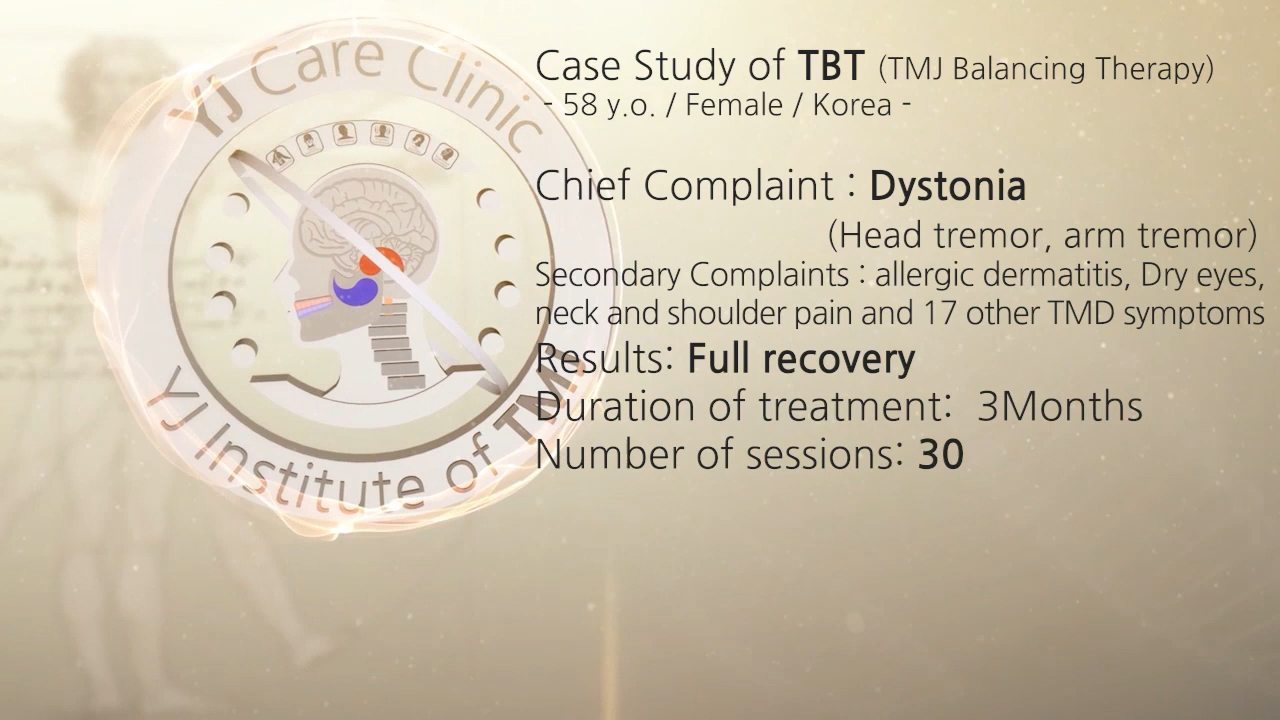 YJ Care Clinic
YJ Institute of TMJ
Case Study of TBT (TMJ Balancing Therapy)
- 58 y.o. / Female / Korea -
Chief Complaint : Dystonia
(Head tremor, arm tremor)
Secondary Complaints : allergic dermatitis, Dry eyes,
neck and shoulder pain and 17 other TMD symptoms
Results: Full recovery
Duration of treatment:  3Months
Number of sessions: 30